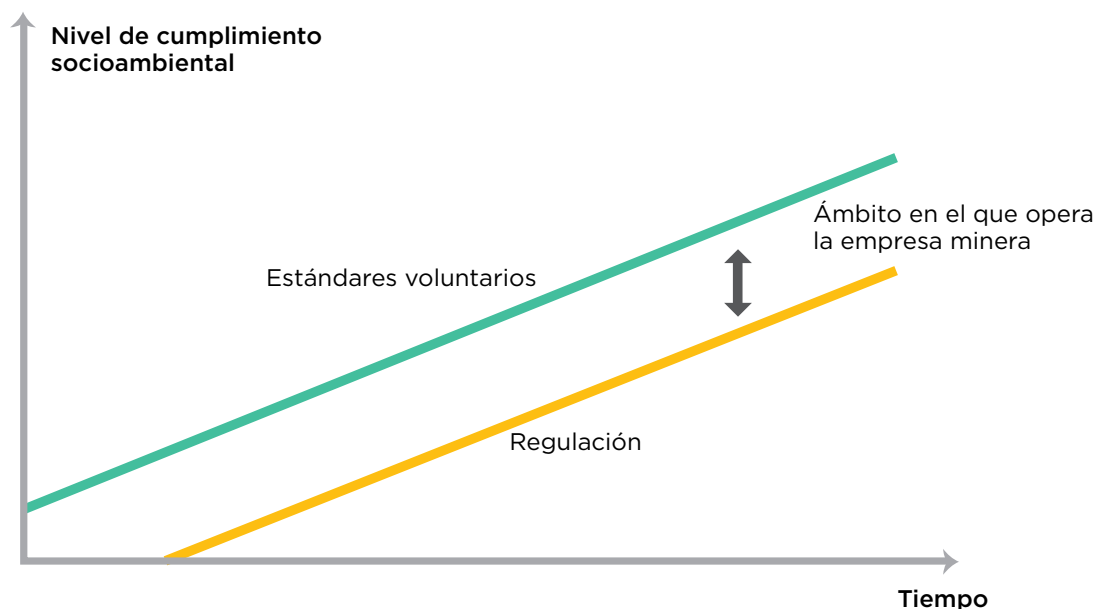 Nivel de cumplimiento
socioambiental
Ámbito en el que opera
la empresa minera
Estándares voluntarios
Regulación
Tiempo